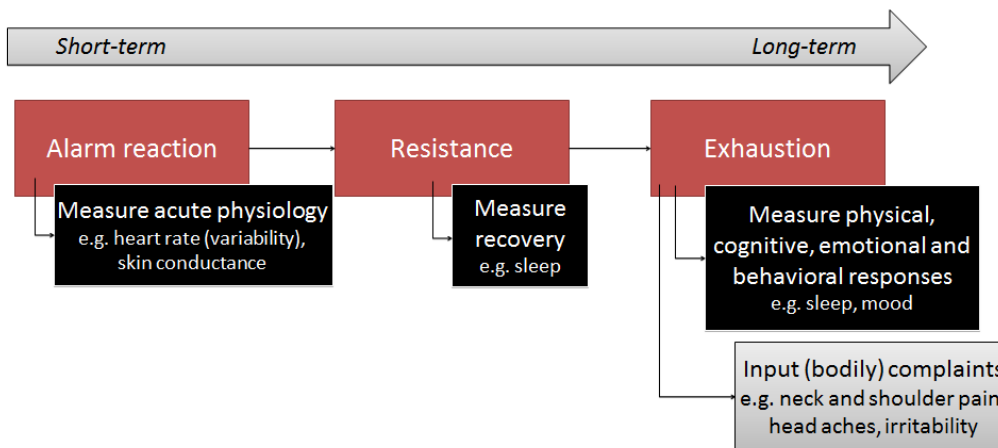 Short-term
Long-term
Alarm reaction
Resistance
Exhaustion
Measure acute physiology
e.g. heart rate (variability),
skin conductance
Measure
recovery
e.g. sleep
Measure physical,
cognitive, emotional and
behavioral responses
e.g. sleep, mood
Input (bodily) complaints
e.g. neck and shoulder pain
head aches, irritability